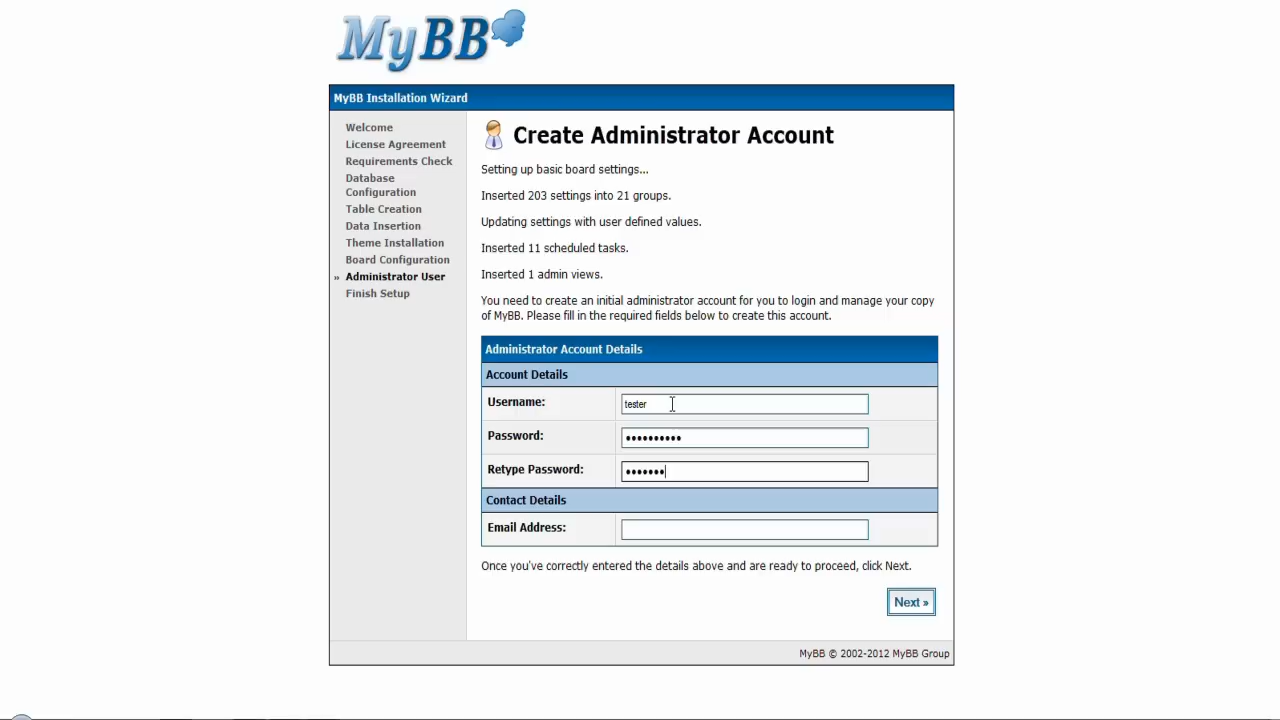 MyBB
MyBB Installation Wizard
Welcome
License Agreement
Requirements Check
Database
Configuration
Table Creation
Data Insertion
Theme Installation
Board Configuration
» Administrator User
Finish Setup
Create Administrator Account
Setting up basic board settings...
Inserted 203 settings into 21 groups.
Updating settings with user defined values.
Inserted 11 scheduled tasks.
Inserted 1 admin views.
You need to create an initial administrator account for you to login and manage your copy
of MyBB. Please fill in the required fields below to create this account.
Administrator Account Details
Account Details
Username: tester
Password: ••••••••••
Retype Password: •••••••
Contact Details
Email Address:
Once you've correctly entered the details above and are ready to proceed, click Next.
Next »
MyBB © 2002-2012 MyBB Group